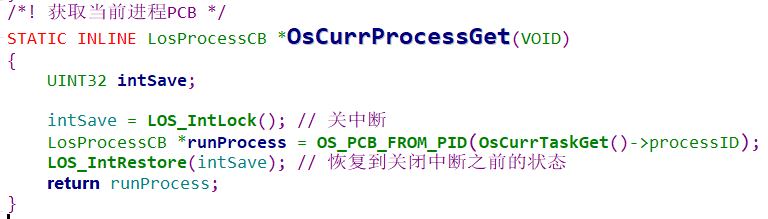 /*! 获取当前进程PCB */
STATIC INLINE LosProcessCB *OsCurrProcessGet(VOID)
{
    UINT32 intSave;

    intSave = LOS_IntLock(); // 关中断
    LosProcessCB *runProcess = OS_PCB_FROM_PID(OsCurrTaskGet()->processID);
    LOS_IntRestore(intSave); // 恢复到关闭中断之前的状态
    return runProcess;
}